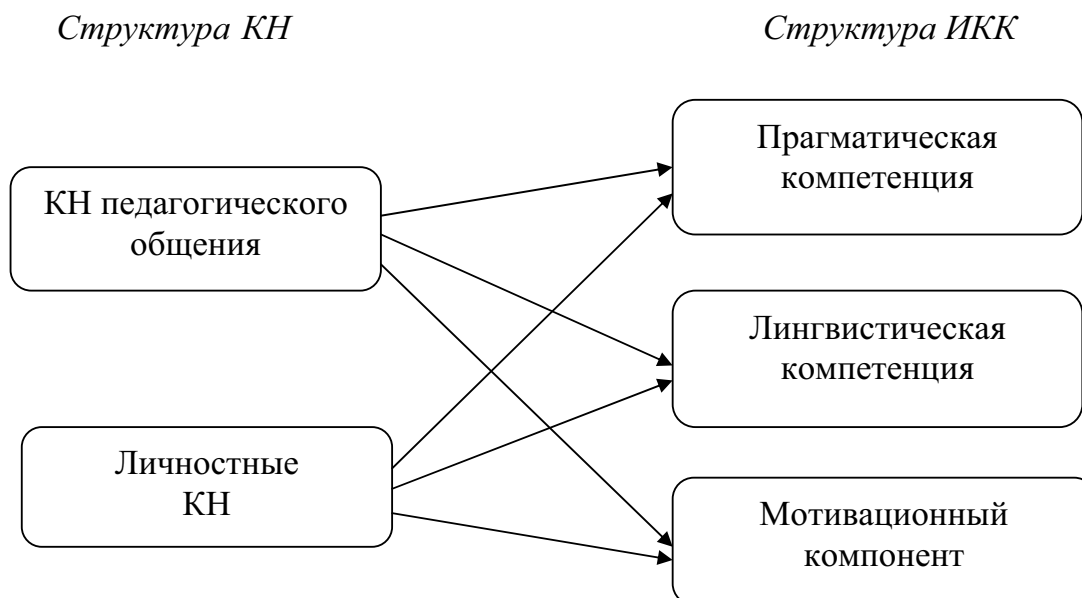 Структура КН
Структура ИКК
КН педагогического
общения
Личностные
КН
Прагматическая
компетенция
Лингвистическая
компетенция
Мотивационный
компонент